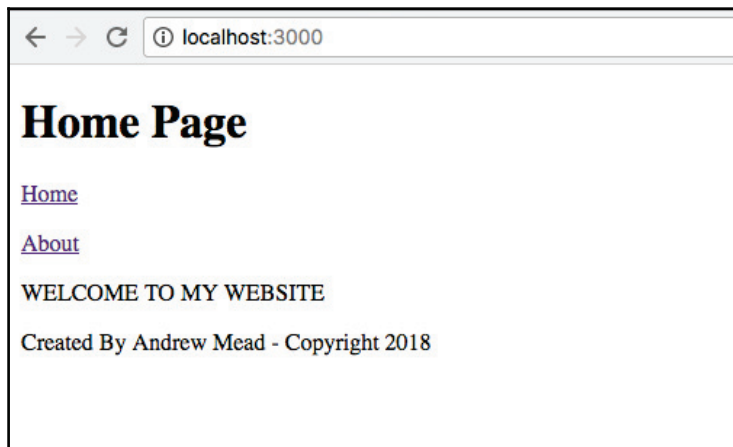 localhost:3000
Home Page
Home
About
WELCOME TO MY WEBSITE
Created By Andrew Mead - Copyright 2018